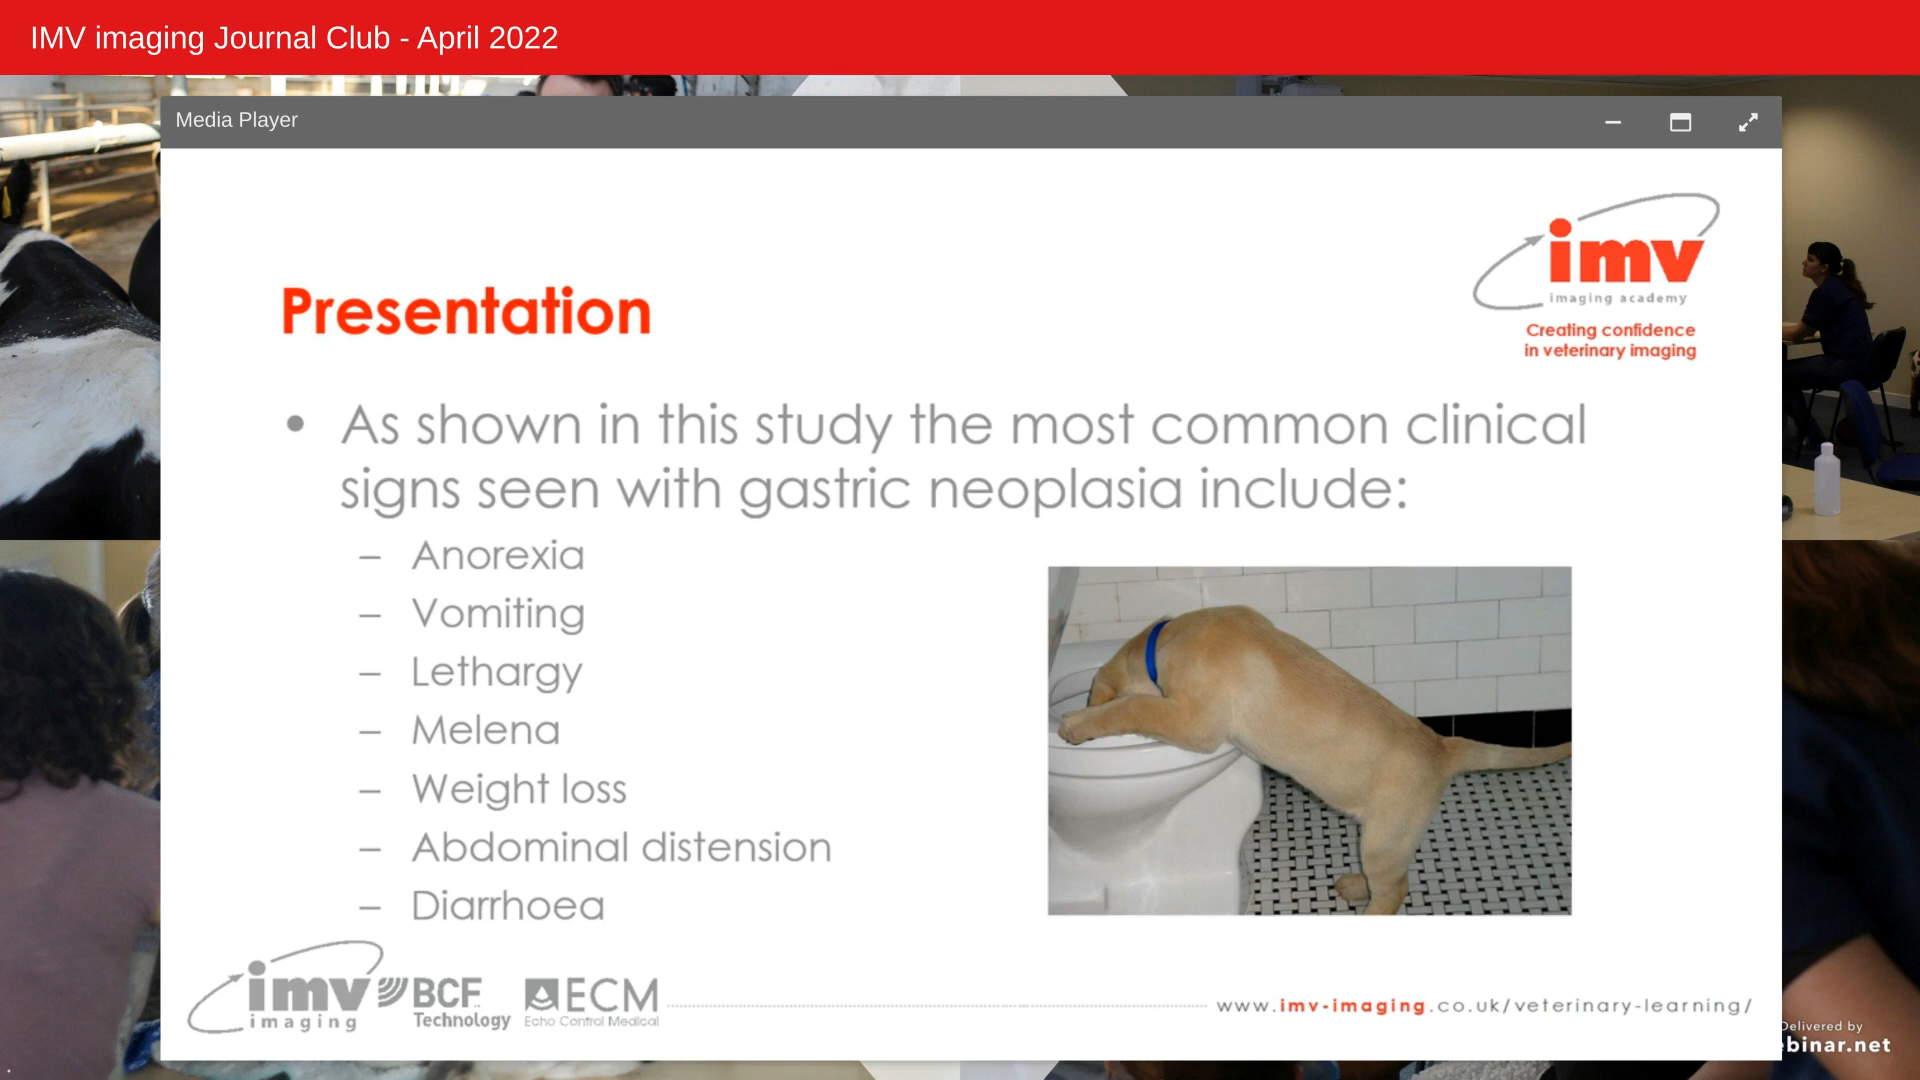 IMV imaging Journal Club - April 2022
Media Player
imv
imaging academy
Creating confidence
in veterinary imaging
Presentation
• As shown in this study the most common clinical
signs seen with gastric neoplasia include:
– Anorexia
– Vomiting
– Lethargy
– Melena
– Weight loss
– Abdominal distension
– Diarrhoea
imv
imaging
BCF
Technology
ECM
Echo Control Medical
www.imv-imaging.co.uk/veterinary-learning/
Delivered by
ebinar.net